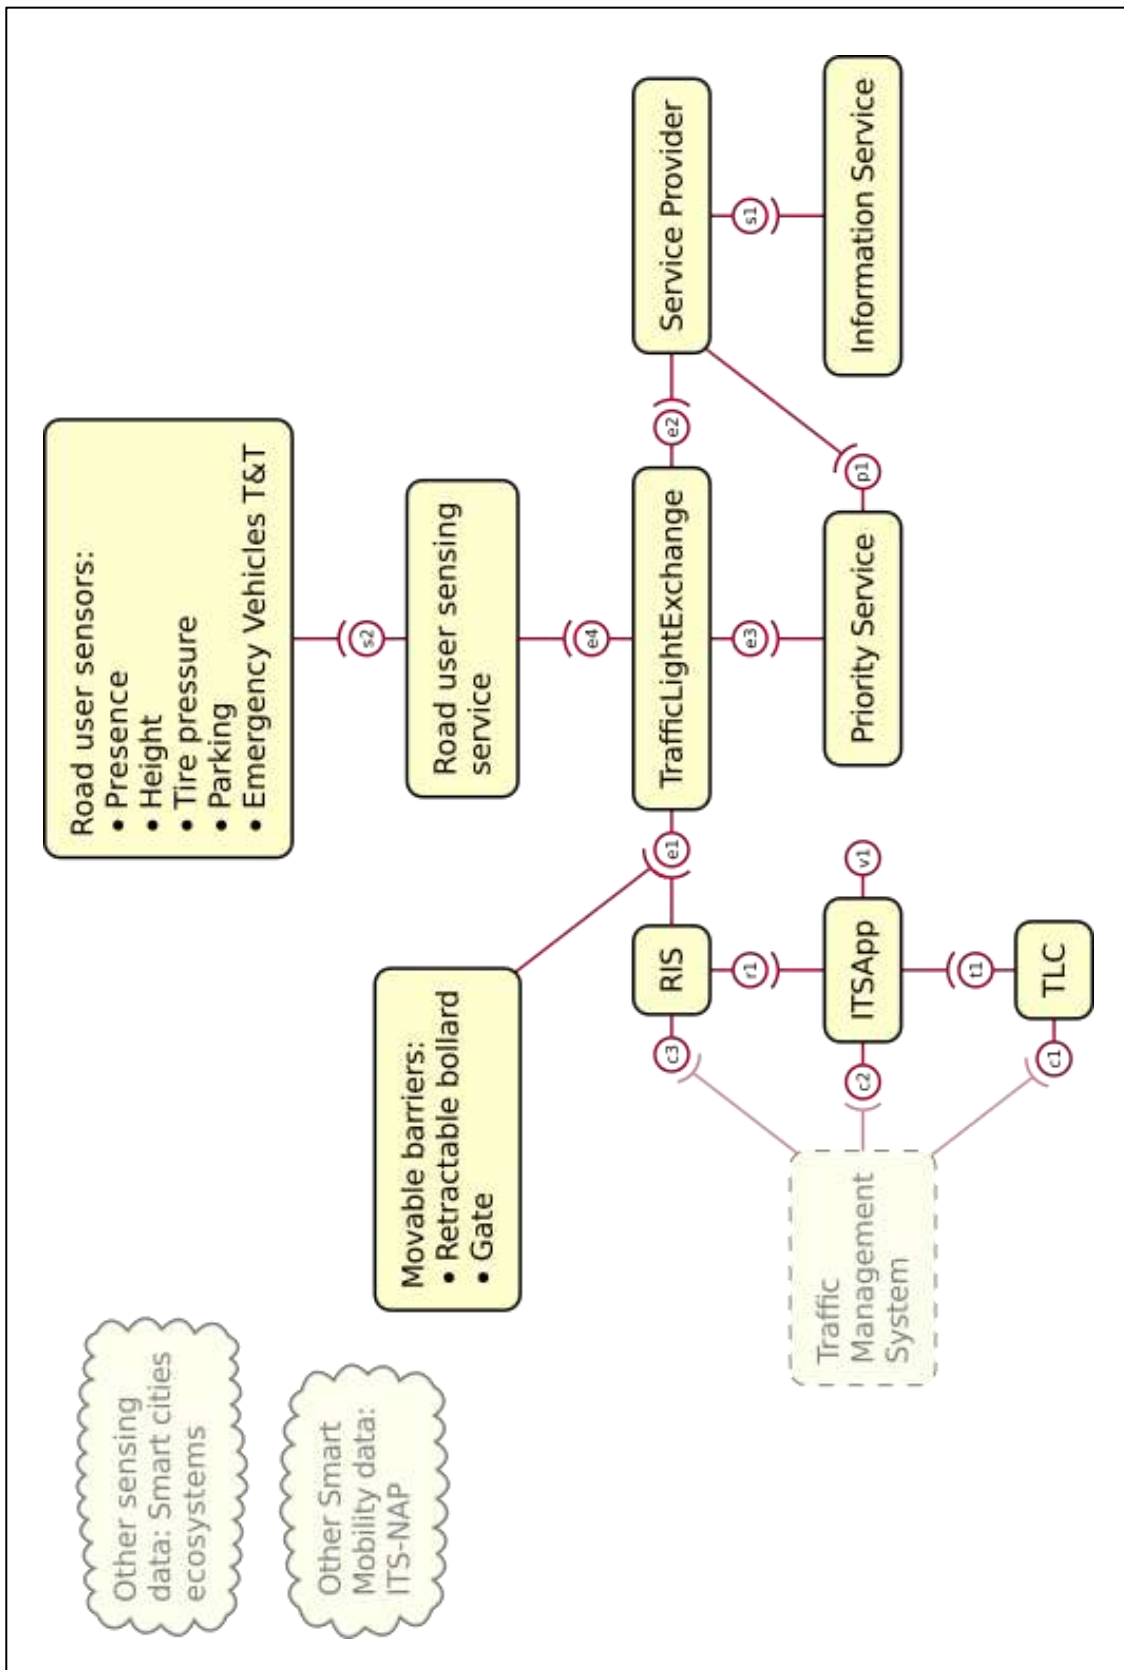 Other sensing
data: Smart cities
ecosystems
Other Smart
Mobility data:
ITS-NAP
Road user sensors:
• Presence
• Height
• Tire pressure
• Parking
• Emergency Vehicles T&T
s2
Movable barriers:
• Retractable bollard
• Gate
Road user sensing
service
e4
RIS
e1
TrafficLightExchange
e2
Service Provider
c3
r1
e3
s1
Traffic
Management
System
c2
ITSApp
v1
Priority Service
p1
Information Service
t1
c1
TLC